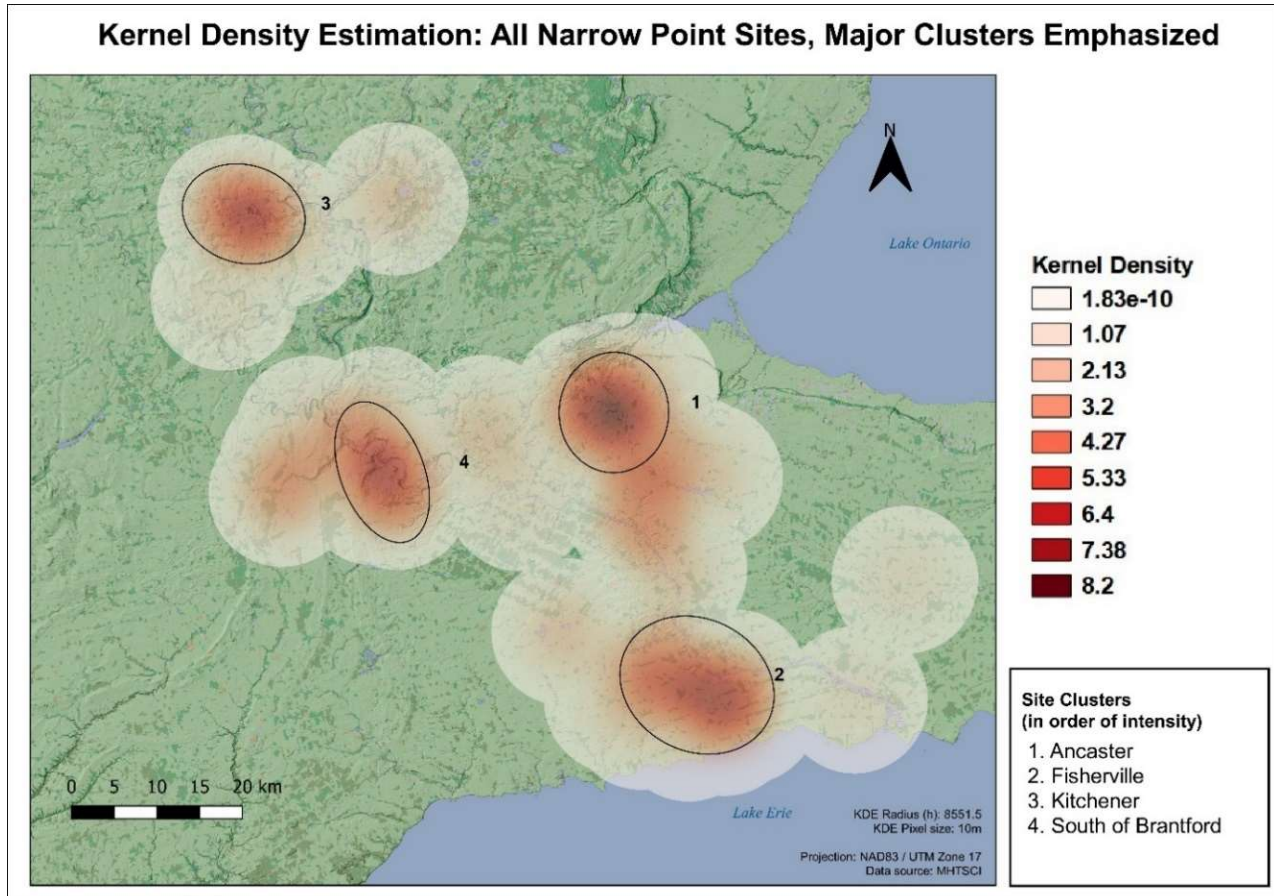 Kernel Density Estimation: All Narrow Point Sites, Major Clusters Emphasized
N
3
Lake Ontario
1
4
2
0 5 10 15 20 km
Lake Erie
KDE Radius (h): 8551.5
KDE Pixel size: 10m
Projection: NAD83 / UTM Zone 17
Data source: MHTSCI
Kernel Density
1.83e-10
1.07
2.13
3.2
4.27
5.33
6.4
7.38
8.2
Site Clusters
(in order of intensity)
1. Ancaster
2. Fisherville
3. Kitchener
4. South of Brantford